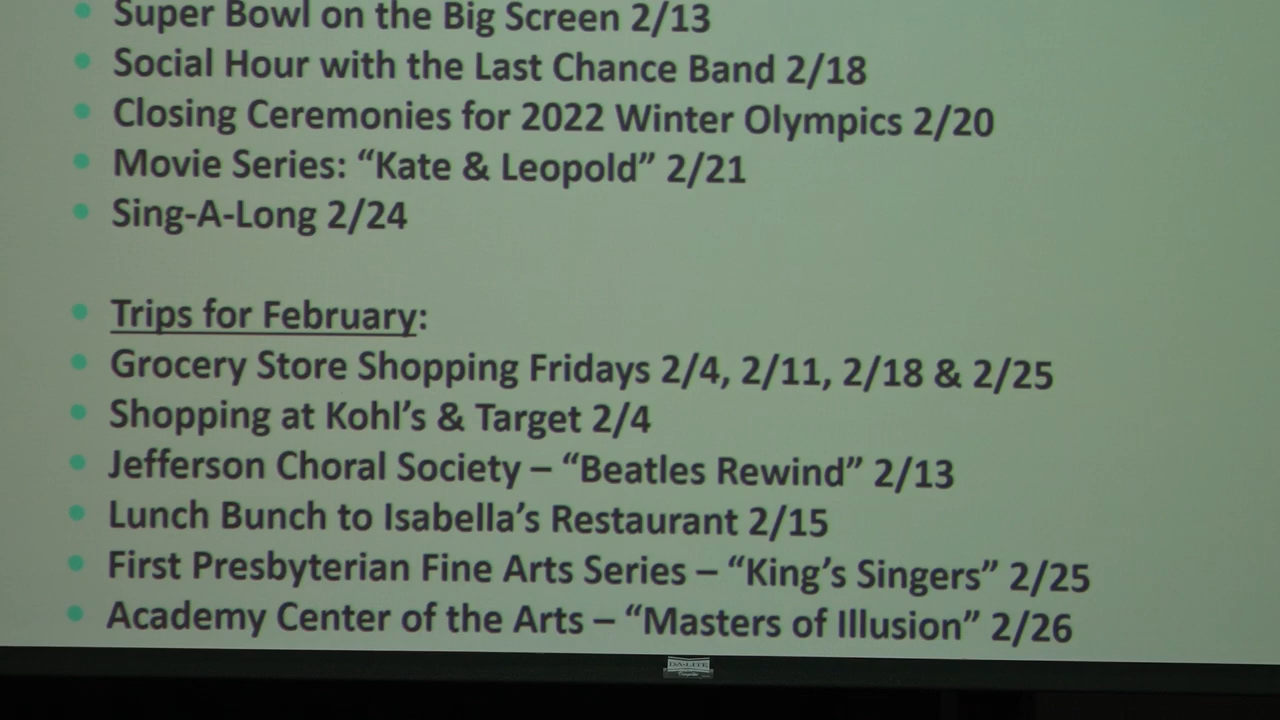 Super Bowl on the Big Screen 2/13
Social Hour with the Last Chance Band 2/18
Closing Ceremonies for 2022 Winter Olympics 2/20
Movie Series: “Kate & Leopold” 2/21
Sing-A-Long 2/24
Trips for February:
Grocery Store Shopping Fridays 2/4, 2/11, 2/18 & 2/25
Shopping at Kohl’s & Target 2/4
Jefferson Choral Society – “Beatles Rewind” 2/13
Lunch Bunch to Isabella’s Restaurant 2/15
First Presbyterian Fine Arts Series – “King’s Singers” 2/25
Academy Center of the Arts – “Masters of Illusion” 2/26
DA-LITE